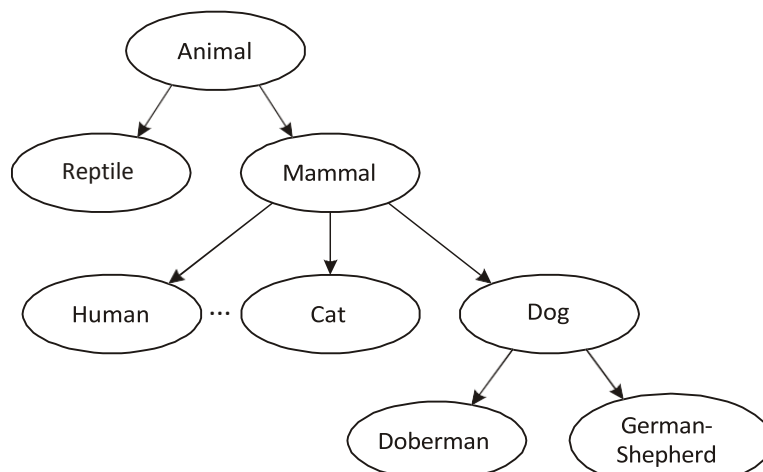 Animal
Reptile
Mammal
Human
...
Cat
Dog
Doberman
German-
Shepherd